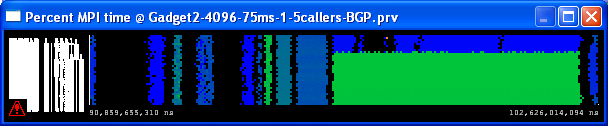 Percent MPI time @ Gadget2-4096-75ms-1-5callers-BGP.prv
90,859,655,310 ns
102,626,014,094 ns